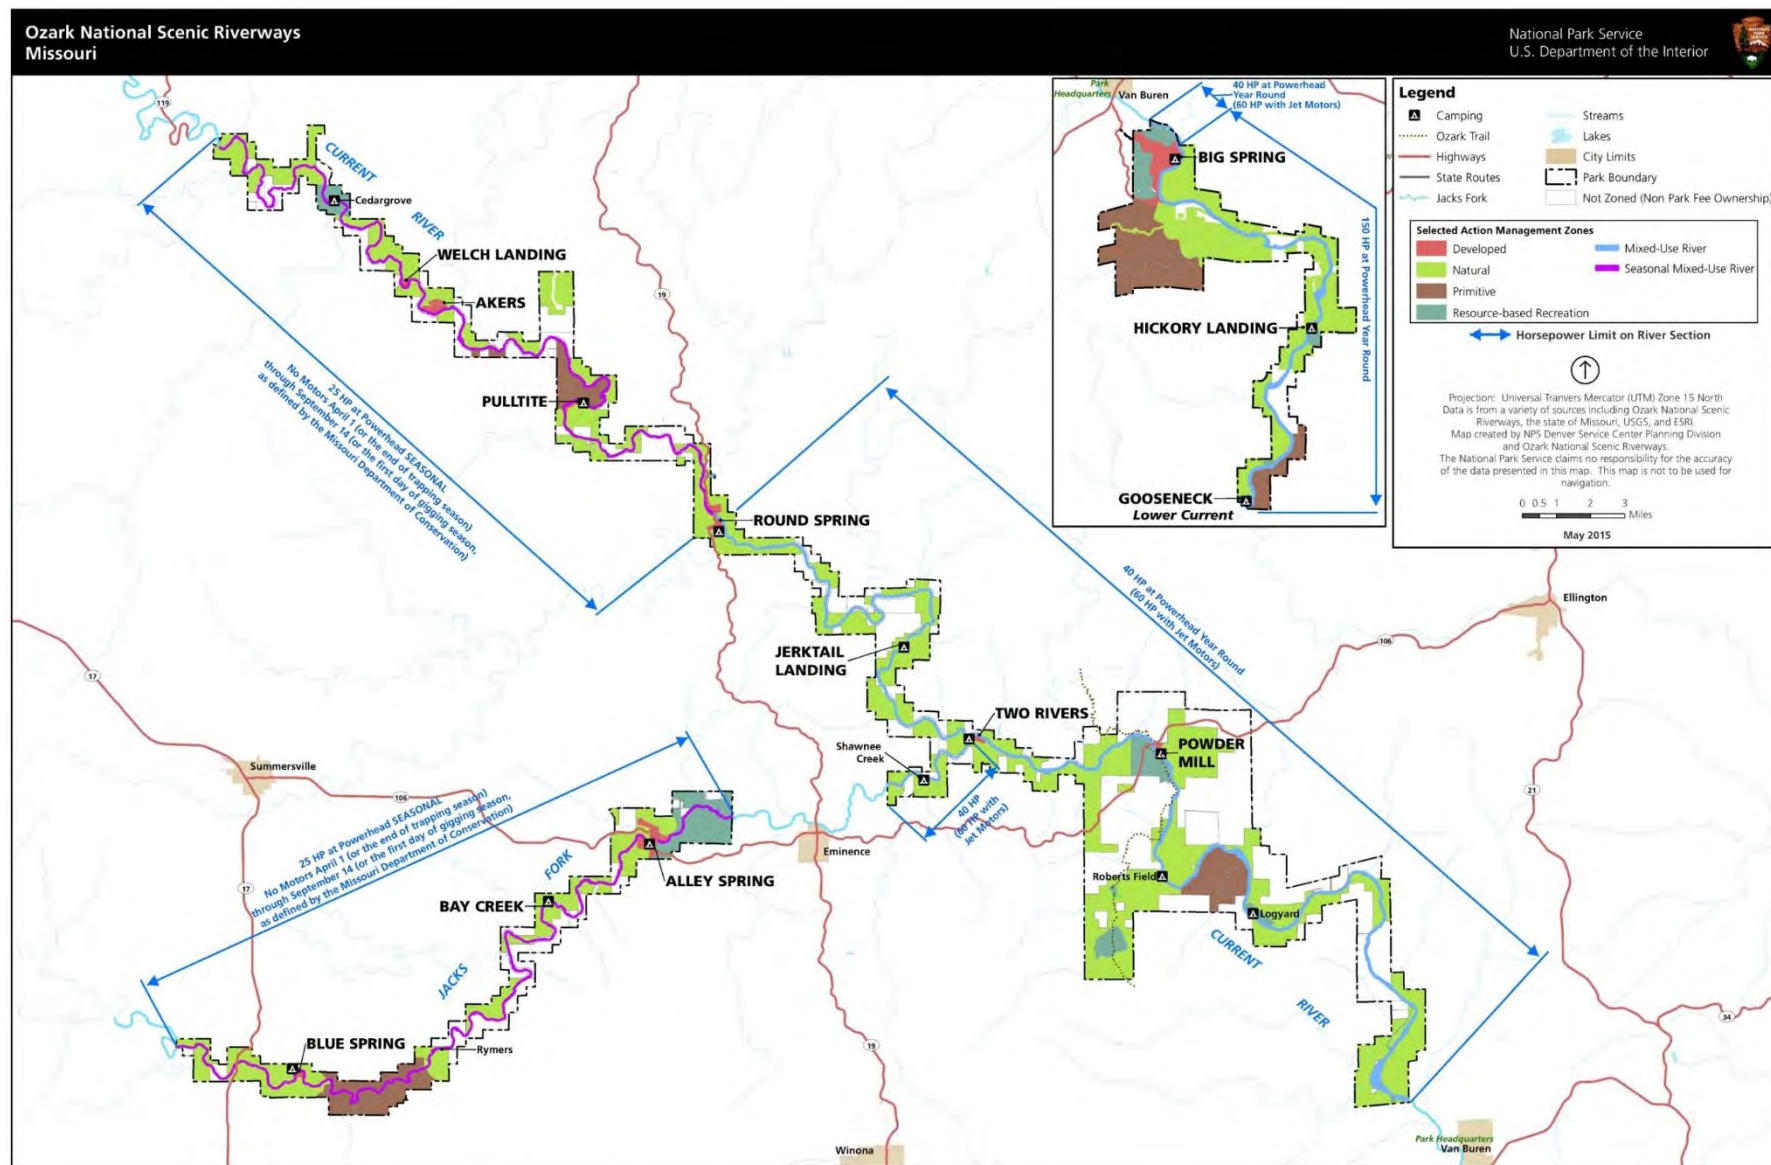 Ozark National Scenic Riverways
Missouri
National Park Service
U.S. Department of the Interior
119
CURRENT
RIVER
Cedargrove
WELCH LANDING
AKERS
19
PULLTITE
25 HP at Powerhead SEASONAL
No Motors April 1 (or the end of trapping season)
through September 14 (or the first day of gigging season,
as defined by the Missouri Department of Conservation)
ROUND SPRING
JERKTAIL
LANDING
40 HP at Powerhead Year Round
(60 HP with Jet Motors)
TWO RIVERS
Shawnee
Creek
40 HP
(60 HP with
Jet Motors)
POWDER
MILL
106
Ellington
21
17
Summersville
106
25 HP at Powerhead SEASONAL
No Motors April 1 (or the end of trapping season)
through September 14 (or the first day of gigging season,
as defined by the Missouri Department of Conservation)
17
Eminence
ALLEY SPRING
FORK
BAY CREEK
JACKS
Roberts Field
Logyard
CURRENT
RIVER
34
BLUE SPRING
Rymers
19
Winona
Park Headquarters
Van Buren
Park
Headquarters
Van Buren
40 HP at Powerhead
Year Round
(60 HP with Jet Motors)
BIG SPRING
150 HP at Powerhead Year Round
HICKORY LANDING
GOOSENECK
Lower Current
Legend
Camping
Ozark Trail
Highways
State Routes
Jacks Fork
Streams
Lakes
City Limits
Park Boundary
Not Zoned (Non Park Fee Ownership)
Selected Action Management Zones
Developed
Natural
Primitive
Resource-based Recreation
Mixed-Use River
Seasonal Mixed-Use River
Horsepower Limit on River Section
Projection: Universal Tranvers Mercator (UTM) Zone 15 North
Data is from a variety of sources including Ozark National Scenic
Riverways, the state of Missouri, USGS, and ESRI.
Map created by NPS Denver Service Center Planning Division
and Ozark National Scenic Riverways.
The National Park Service claims no responsibility for the accuracy
of the data presented in this map. This map is not to be used for
navigation.
0 0.5 1 2 3
Miles
May 2015